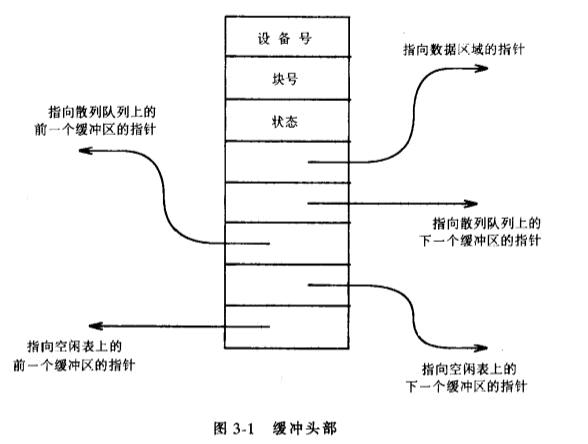 设备号
指向数据区域的指针
块号
指向散列队列上的
前一个缓冲区的指针
状态
指向散列队列上的
下一个缓冲区的指针
指向空闲表上的
前一个缓冲区的指针
指向空闲表上的
下一个缓冲区的指针
图 3-1 缓冲头部